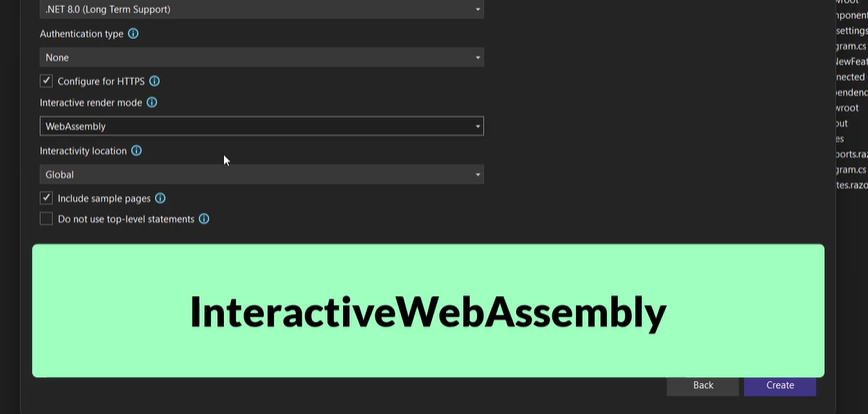 .NET 8.0 (Long Term Support)
Authentication type
None
Configure for HTTPS
Interactive render mode
WebAssembly
Interactivity location
Global
Include sample pages
Do not use top-level statements
InteractiveWebAssembly
Back
Create
ponent
settings
gram.cs
NewFeat
nected
pendenc
wroot
out
es
ports.raz
gram.cs
tes.razo